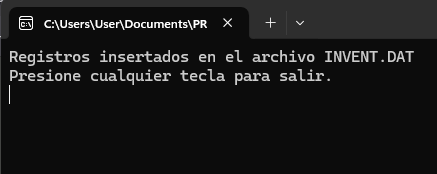 C:\Users\User\Documents\PR
Registros insertados en el archivo INVENT.DAT
Presione cualquier tecla para salir.